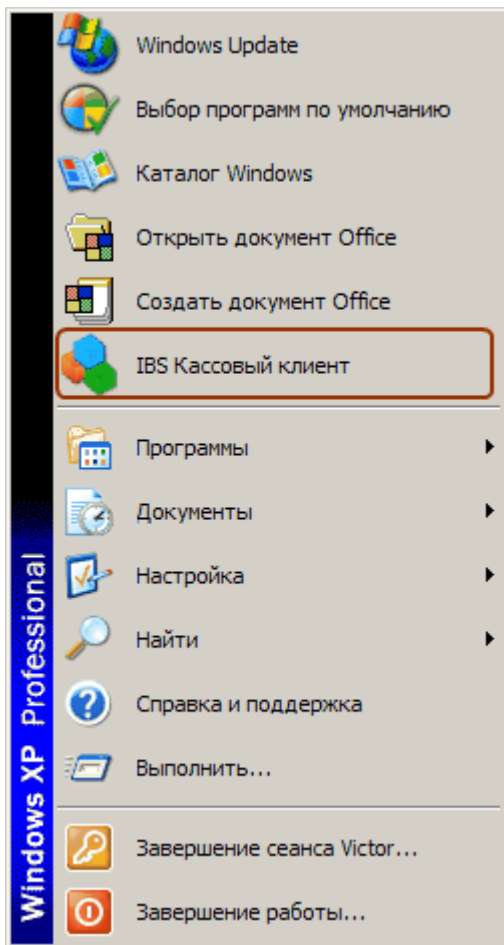 Windows Update
Выбор программ по умолчанию
Каталог Windows
Открыть документ Office
Создать документ Office
IBS Кассовый клиент
Программы
Документы
Настройка
Найти
Справка и поддержка
Выполнить...
Завершение сеанса Victor...
Завершение работы...
Windows XP Professional